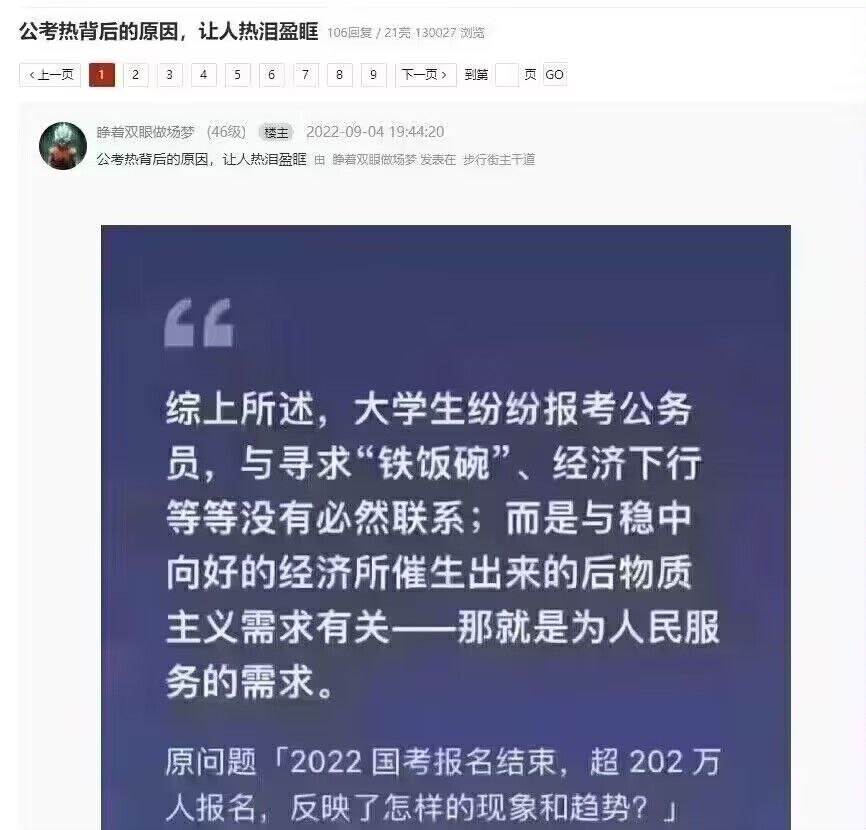 公考热背后的原因，让人热泪盈眶 106回复 / 21亮 130027 浏览
‹ 上一页 1 2 3 4 5 6 7 8 9 下一页 › 到第 页 GO
睁着双眼做场梦 (46级) 楼主 2022-09-04 19:44:20
公考热背后的原因，让人热泪盈眶 由 睁着双眼做场梦 发表在 步行街主干道
“
综上所述，大学生纷纷报考公务
员，与寻求“铁饭碗”、经济下行
等等没有必然联系；而是与稳中
向好的经济所催生出来的后物质
主义需求有关——那就是为人民服
务的需求。
原问题「2022 国考报名结束，超 202 万
人报名，反映了怎样的现象和趋势？」